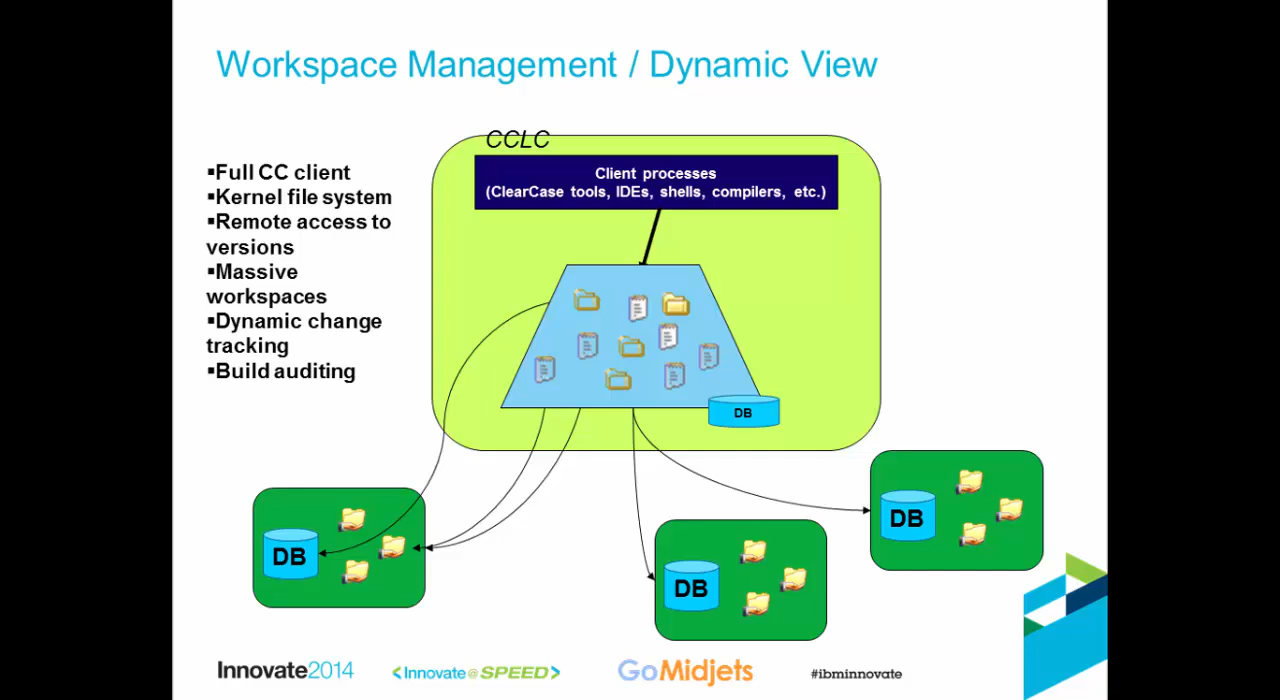 Workspace Management / Dynamic View
▪Full CC client
▪Kernel file system
▪Remote access to
versions
▪Massive
workspaces
▪Dynamic change
tracking
▪Build auditing
CCLC
Client processes
(ClearCase tools, IDEs, shells, compilers, etc.)
DB
DB
DB
DB
Innovate2014
<Innovate@SPEED>
GoMidjets
#ibminnovate